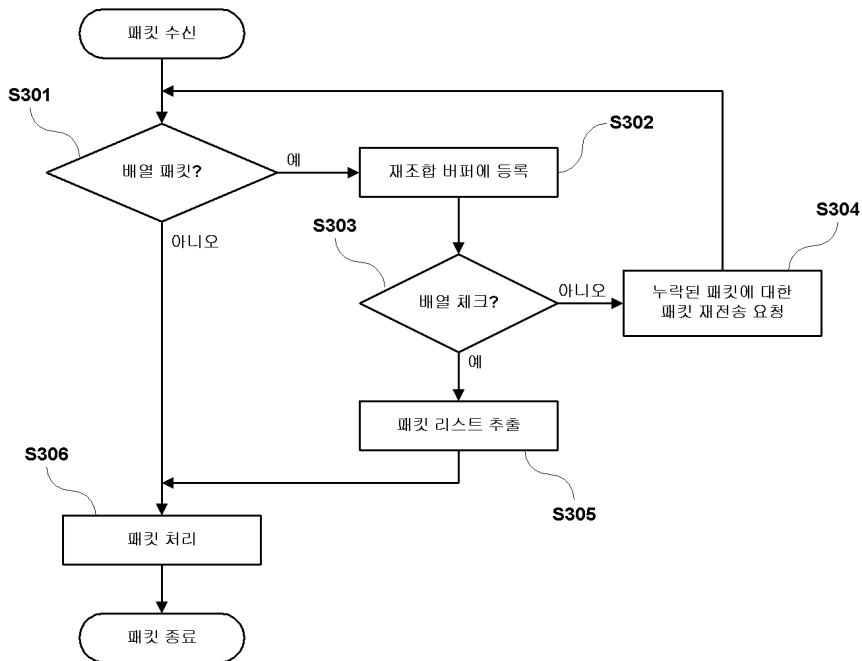 패킷 수신
S301
배열 패킷?
예
재조합 버퍼에 등록
S302
아니오
S303
배열 체크?
아니오
누락된 패킷에 대한
패킷 재전송 요청
S304
예
패킷 리스트 추출
S305
S306
패킷 처리
패킷 종료